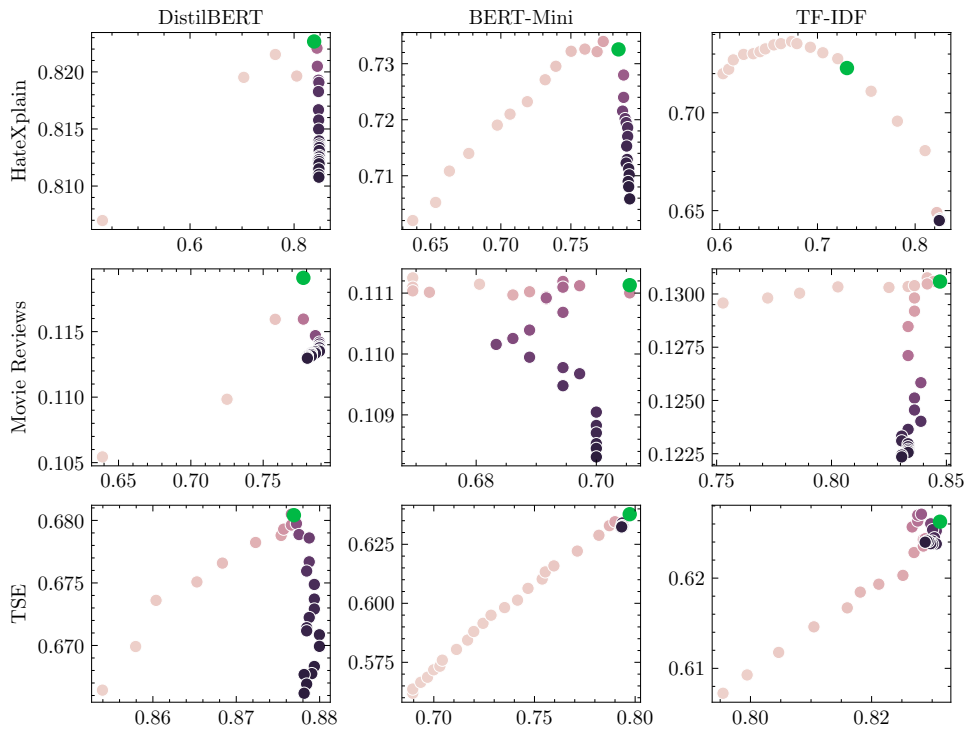 DistilBERT BERT-Mini TF-IDF
HateXplain
0.820
0.815
0.810
0.6 0.8
0.73
0.72
0.71
0.65 0.70 0.75
0.70
0.65
0.6 0.7 0.8
Movie Reviews
0.115
0.110
0.105
0.65 0.70 0.75
0.111
0.110
0.109
0.68 0.70
0.1300
0.1275
0.1250
0.1225
0.75 0.80 0.85
TSE
0.680
0.675
0.670
0.86 0.87 0.88
0.625
0.600
0.575
0.70 0.75 0.80
0.62
0.61
0.80 0.82